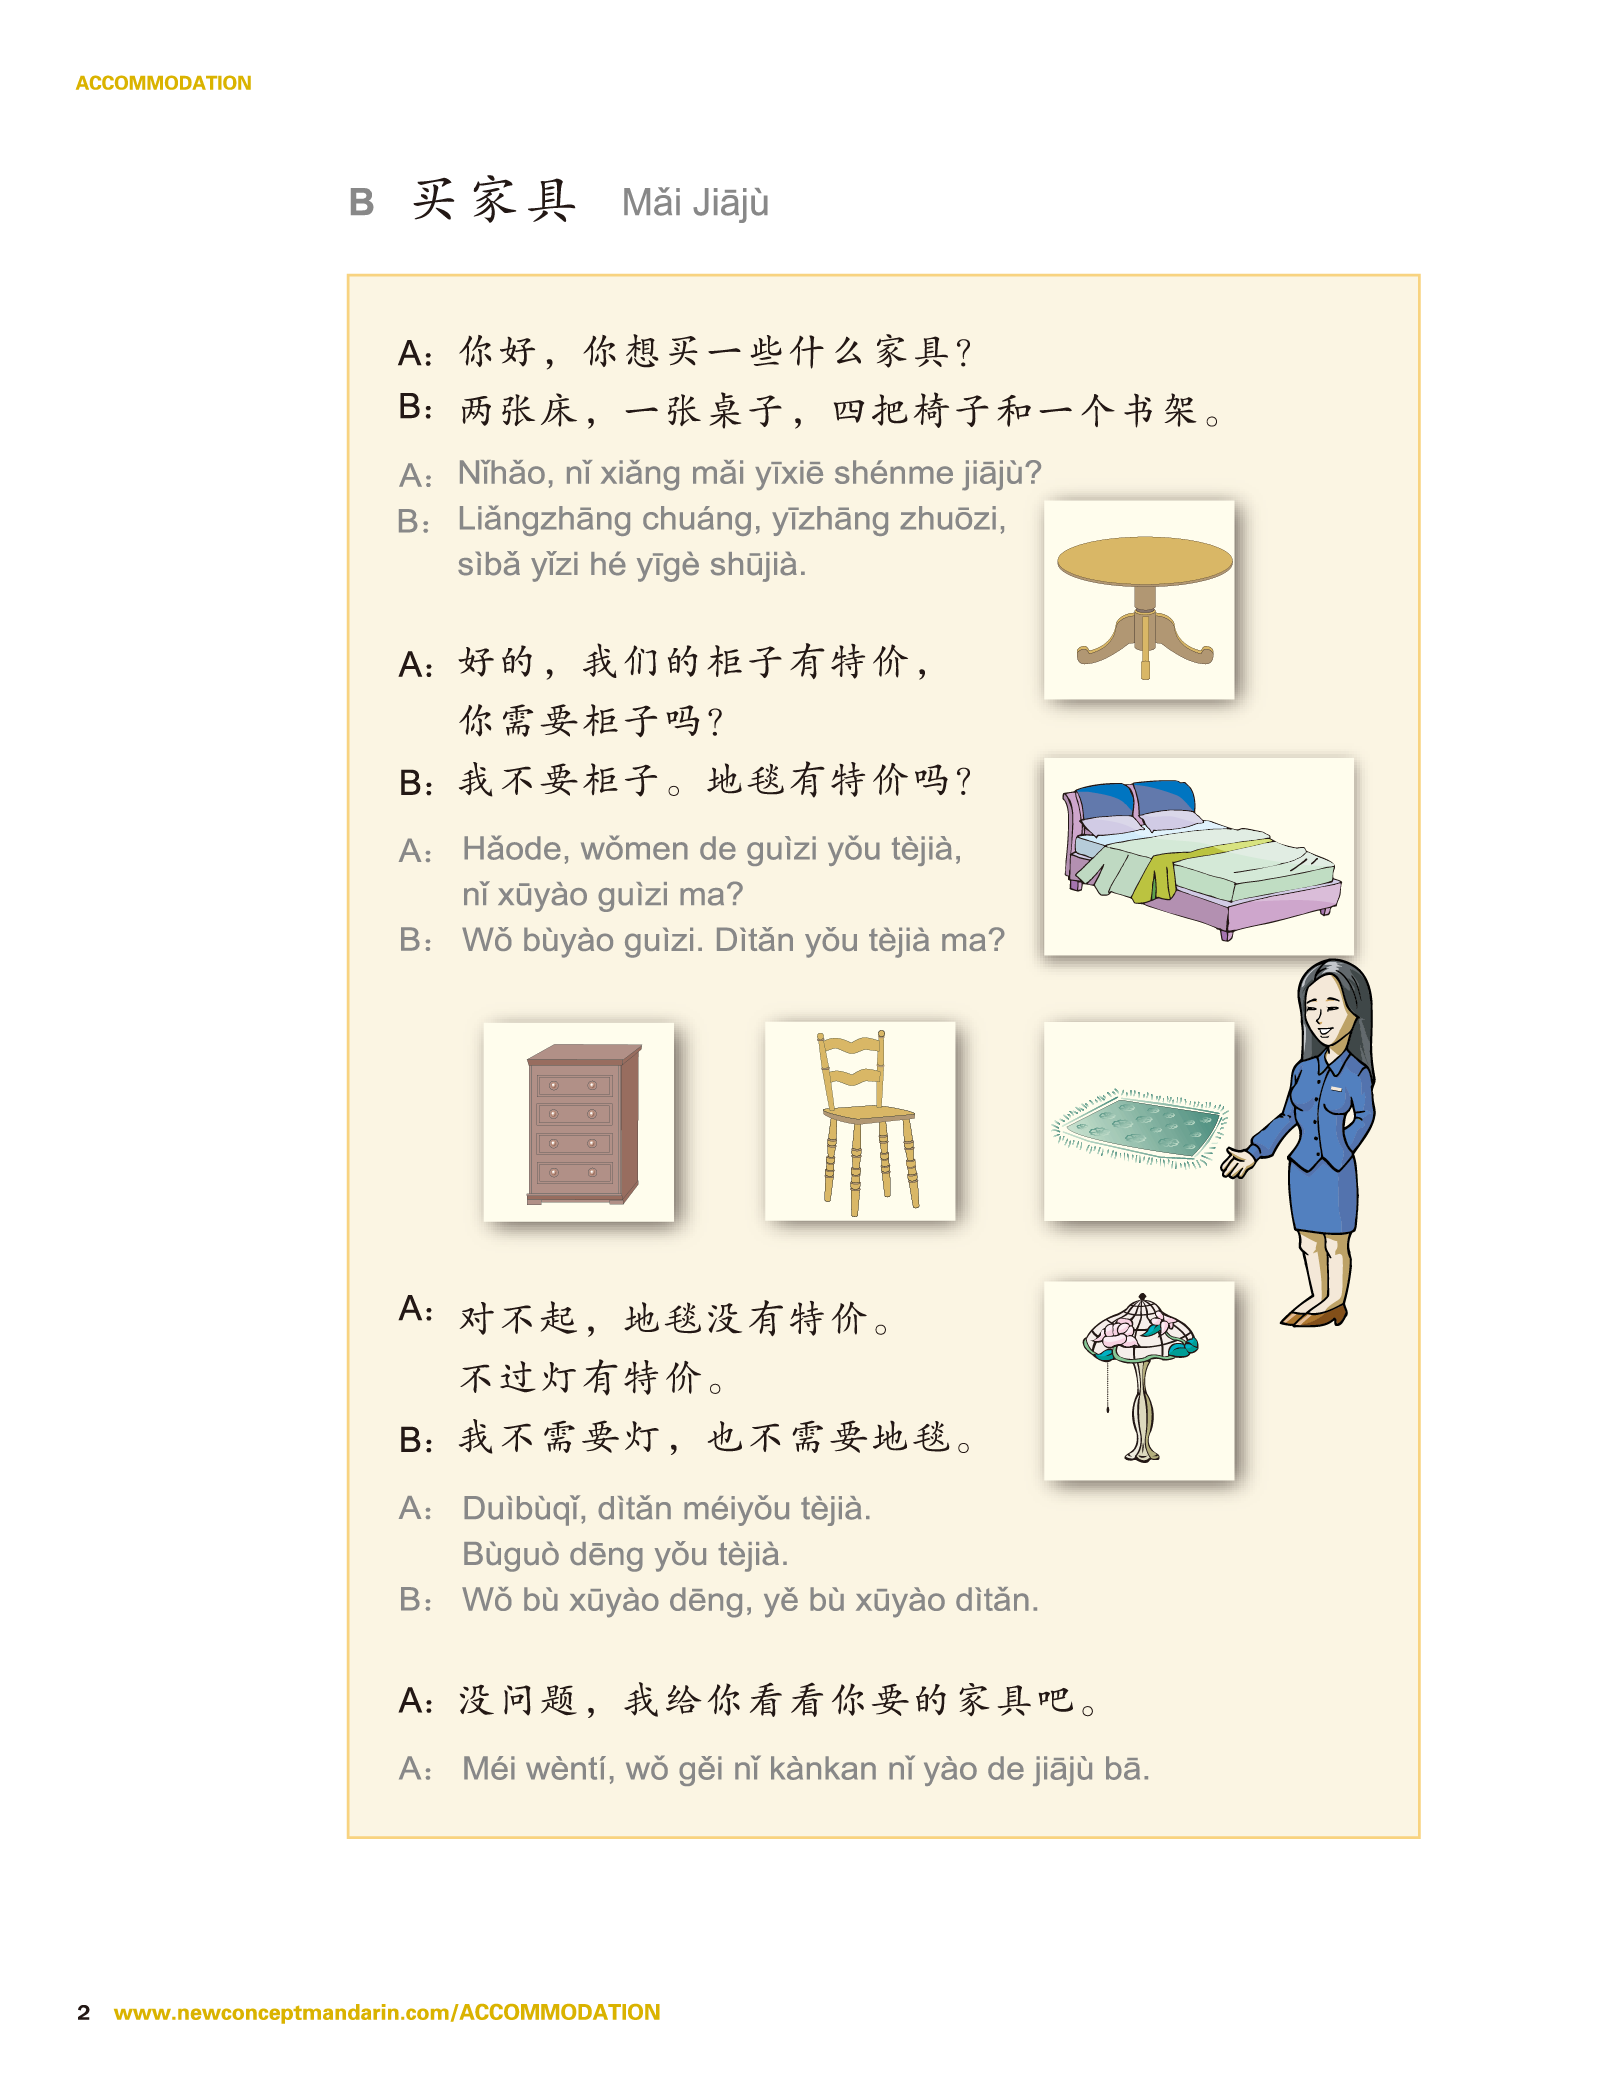 ACCOMMODATION
B 买家具 Mǎi Jiājù
A: 你好，你想买一些什么家具？
B: 两张床，一张桌子，四把椅子和一个书架。
A: Nǐhǎo, nǐ xiǎng mǎi yīxiē shénme jiājù?
B: Liǎngzhāng chuáng, yīzhāng zhuōzi,
sìbǎ yǐzi hé yīgè shūjià.
A: 好的，我们的柜子有特价，
你需要柜子吗？
B: 我不要柜子。地毯有特价吗？
A: Hǎode, wǒmen de guìzi yǒu tèjià,
nǐ xūyào guìzi ma?
B: Wǒ bùyào guìzi. Dìtǎn yǒu tèjià ma?
A: 对不起，地毯没有特价。
不过灯有特价。
B: 我不需要灯，也不需要地毯。
A: Duìbùqǐ, dìtǎn méiyǒu tèjià.
Bùguò dēng yǒu tèjià.
B: Wǒ bù xūyào dēng, yě bù xūyào dìtǎn.
A: 没问题，我给你看看你要的家具吧。
A: Méi wèntí, wǒ gěi nǐ kànkan nǐ yào de jiājù bā.
2 www.newconceptmandarin.com/ACCOMMODATION